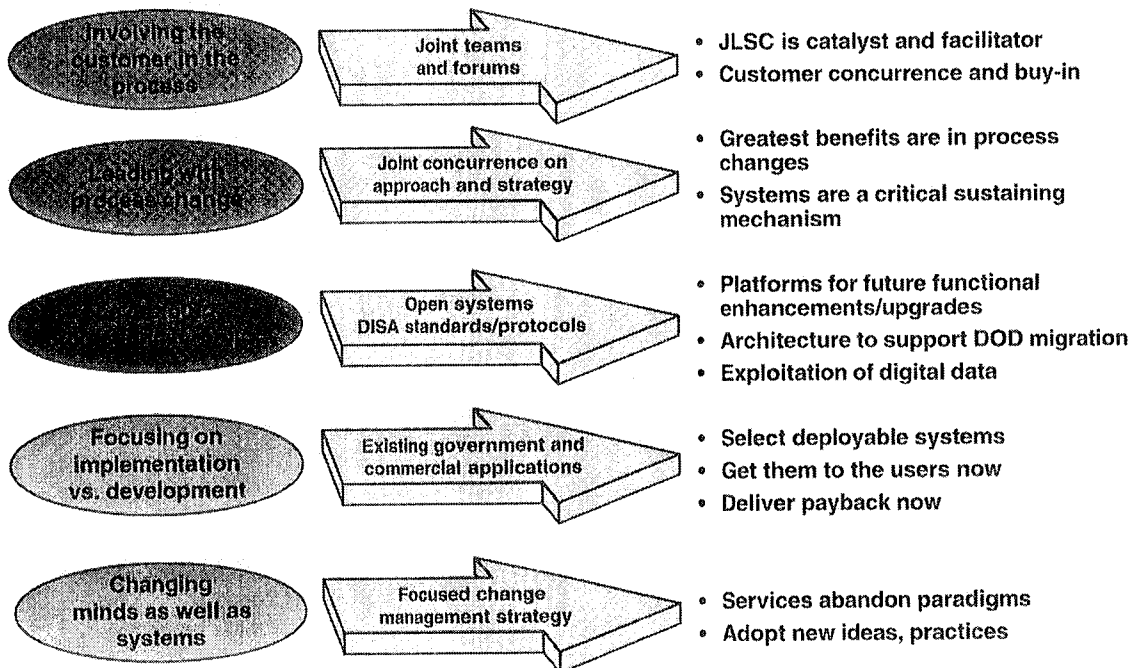 Involving the
customer in the
process
Joint teams
and forums
• JLSC is catalyst and facilitator
• Customer concurrence and buy-in
Leading with
process change
Joint concurrence on
approach and strategy
• Greatest benefits are in process
changes
• Systems are a critical sustaining
mechanism
Open systems
DISA standards/protocols
• Platforms for future functional
enhancements/upgrades
• Architecture to support DOD migration
• Exploitation of digital data
Focusing on
implementation
vs. development
Existing government and
commercial applications
• Select deployable systems
• Get them to the users now
• Deliver payback now
Changing
minds as well as
systems
Focused change
management strategy
• Services abandon paradigms
• Adopt new ideas, practices